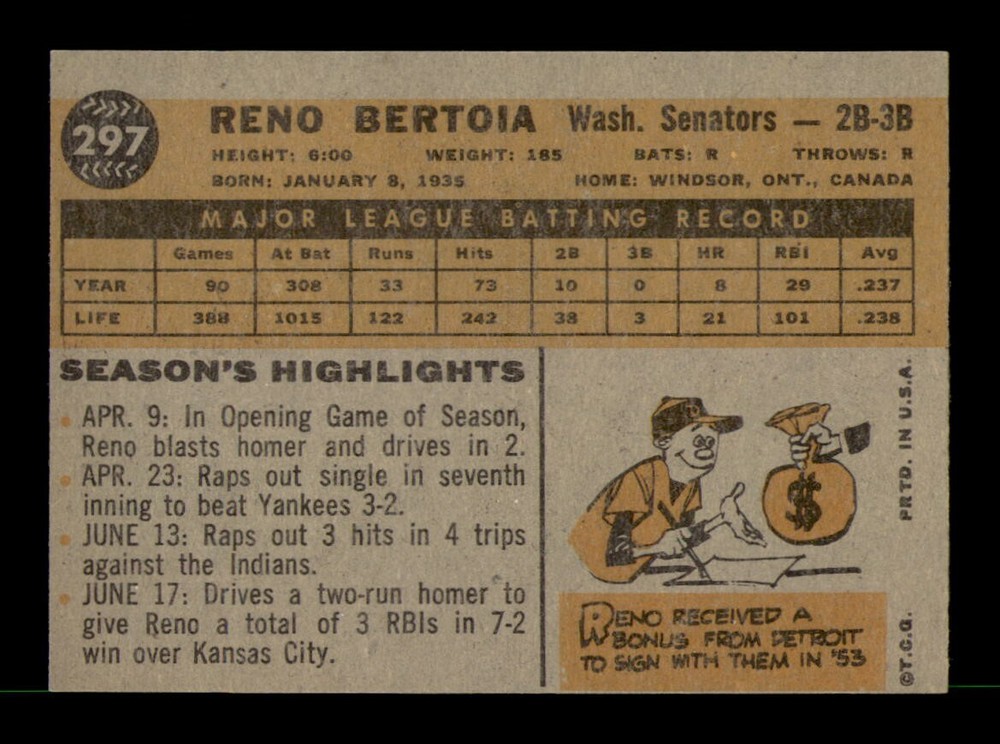 297
RENO BERTOIA Wash. Senators — 2B-3B
HEIGHT: 6:00 WEIGHT: 185 BATS: R THROWS: R
BORN: JANUARY 8, 1935 HOME: WINDSOR, ONT., CANADA
MAJOR LEAGUE BATTING RECORD
Games At Bat Runs Hits 2B 3B HR RBI Avg
YEAR 90 308 33 73 10 0 8 29 .237
LIFE 388 1015 122 242 38 3 21 101 .238
SEASON'S HIGHLIGHTS
APR. 9: In Opening Game of Season,
Reno blasts homer and drives in 2.
APR. 23: Raps out single in seventh
inning to beat Yankees 3-2.
JUNE 13: Raps out 3 hits in 4 trips
against the Indians.
JUNE 17: Drives a two-run homer to
give Reno a total of 3 RBIs in 7-2
win over Kansas City.
$
RENO RECEIVED A
BONUS FROM DETROIT
TO SIGN WITH THEM IN '53
©T.C.G. PRTD. IN U.S.A.